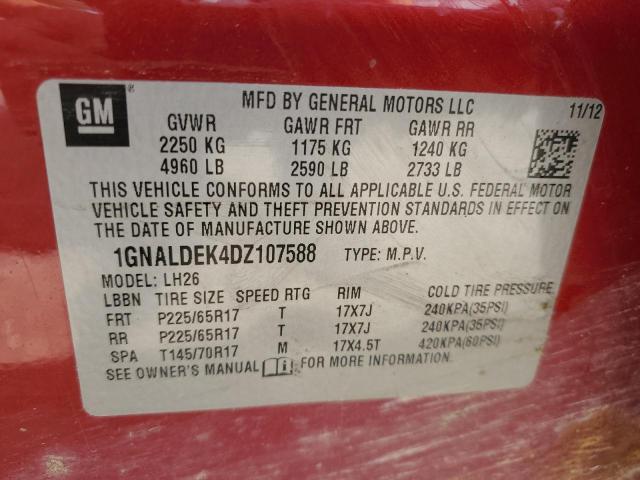 GM®
MFD BY GENERAL MOTORS LLC 11/12
GVWR GAWR FRT GAWR RR
2250 KG 1175 KG 1240 KG
4960 LB 2590 LB 2733 LB
THIS VEHICLE CONFORMS TO ALL APPLICABLE U.S. FEDERAL MOTOR
VEHICLE SAFETY AND THEFT PREVENTION STANDARDS IN EFFECT ON
THE DATE OF MANUFACTURE SHOWN ABOVE.
1GNALDEK4DZ107588 TYPE: M.P.V.
MODEL: LH26
LBBN TIRE SIZE SPEED RTG RIM COLD TIRE PRESSURE
FRT P225/65R17 T 17X7J 240KPA(35PSI)
RR P225/65R17 T 17X7J 240KPA(35PSI)
SPA T145/70R17 M 17X4.5T 420KPA(60PSI)
SEE OWNER'S MANUAL i FOR MORE INFORMATION.